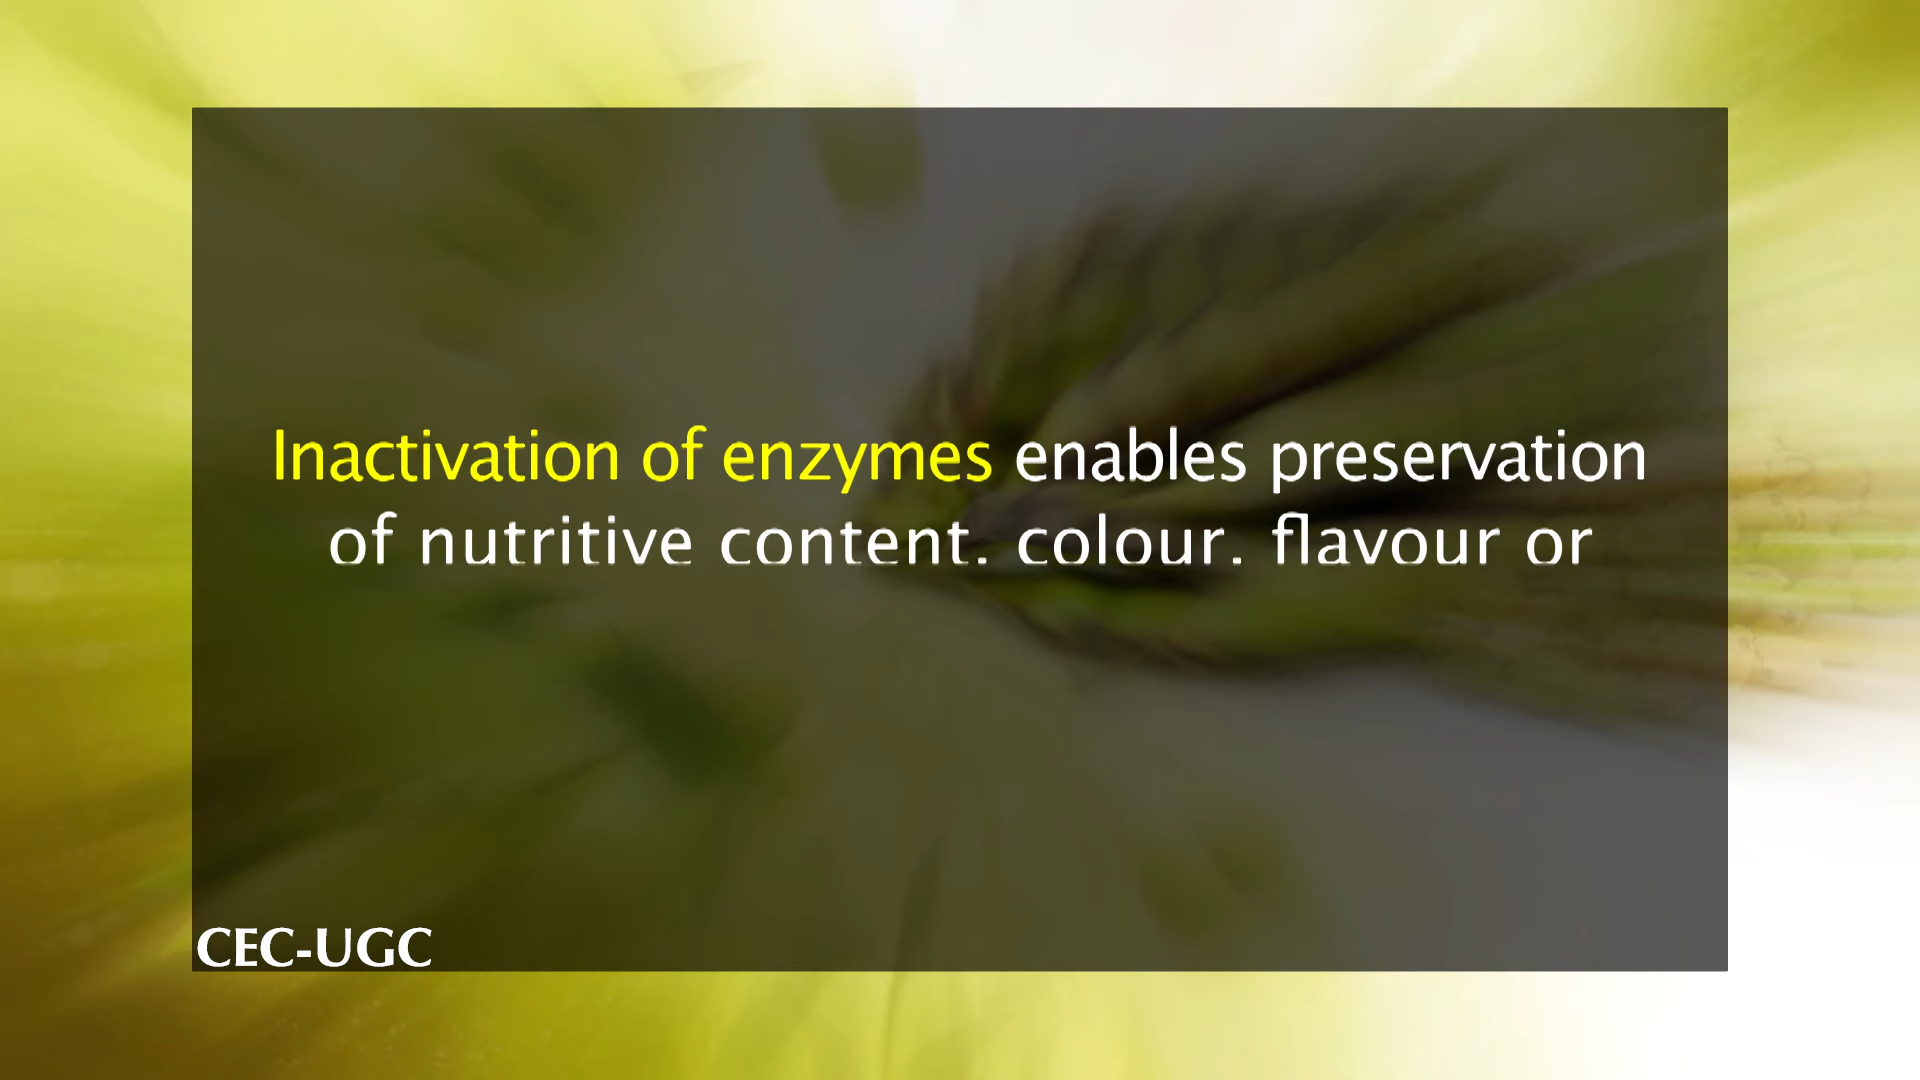 Inactivation of enzymes enables preservation
of nutritive content, colour, flavour or
CEC-UGC